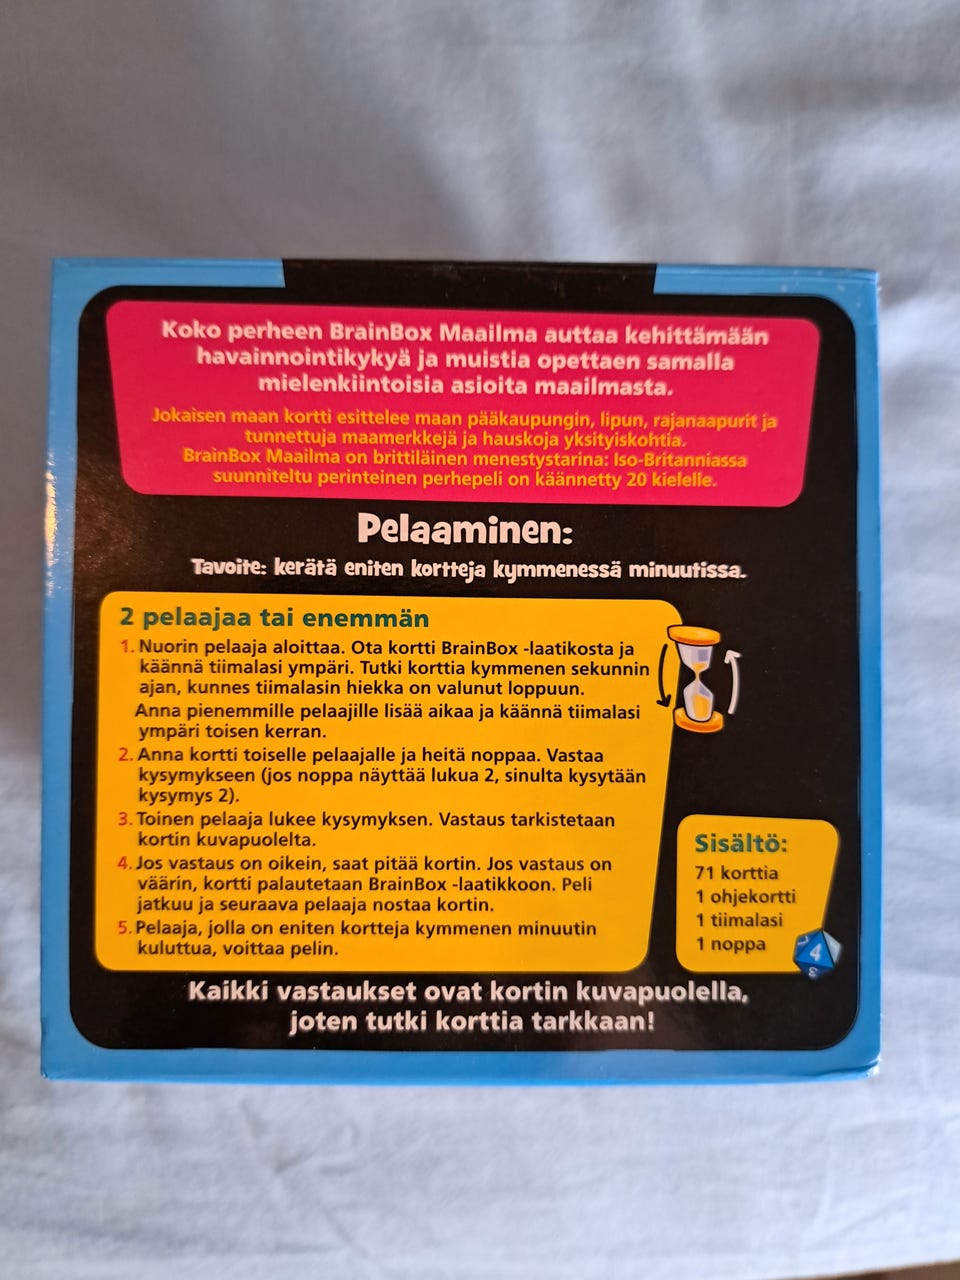 Koko perheen BrainBox Maailma auttaa kehittämään
havainnointikykyä ja muistia opettaen samalla
mielenkiintoisia asioita maailmasta.
Jokaisen maan kortti esittelee maan pääkaupungin, lipun, rajanaapurit ja
tunnettuja maamerkkejä ja hauskoja yksityiskohtia.
BrainBox Maailma on brittiläinen menestystarina: Iso-Britanniassa
suunniteltu perinteinen perhepeli on käännetty 20 kielelle.
Pelaaminen:
Tavoite: kerätä eniten kortteja kymmenessä minuutissa.
2 pelaajaa tai enemmän
1. Nuorin pelaaja aloittaa. Ota kortti BrainBox -laatikosta ja
käännä tiimalasi ympäri. Tutki korttia kymmenen sekunnin
ajan, kunnes tiimalasin hiekka on valunut loppuun.
Anna pienemmille pelaajille lisää aikaa ja käännä tiimalasi
ympäri toisen kerran.
2. Anna kortti toiselle pelaajalle ja heitä noppaa. Vastaa
kysymykseen (jos noppa näyttää lukua 2, sinulta kysytään
kysymys 2).
3. Toinen pelaaja lukee kysymyksen. Vastaus tarkistetaan
kortin kuvapuolelta.
4. Jos vastaus on oikein, saat pitää kortin. Jos vastaus on
väärin, kortti palautetaan BrainBox -laatikkoon. Peli
jatkuu ja seuraava pelaaja nostaa kortin.
5. Pelaaja, jolla on eniten kortteja kymmenen minuutin
kuluttua, voittaa pelin.
Sisältö:
71 korttia
1 ohjekortti
1 tiimalasi
1 noppa
4
Kaikki vastaukset ovat kortin kuvapuolella,
joten tutki korttia tarkkaan!